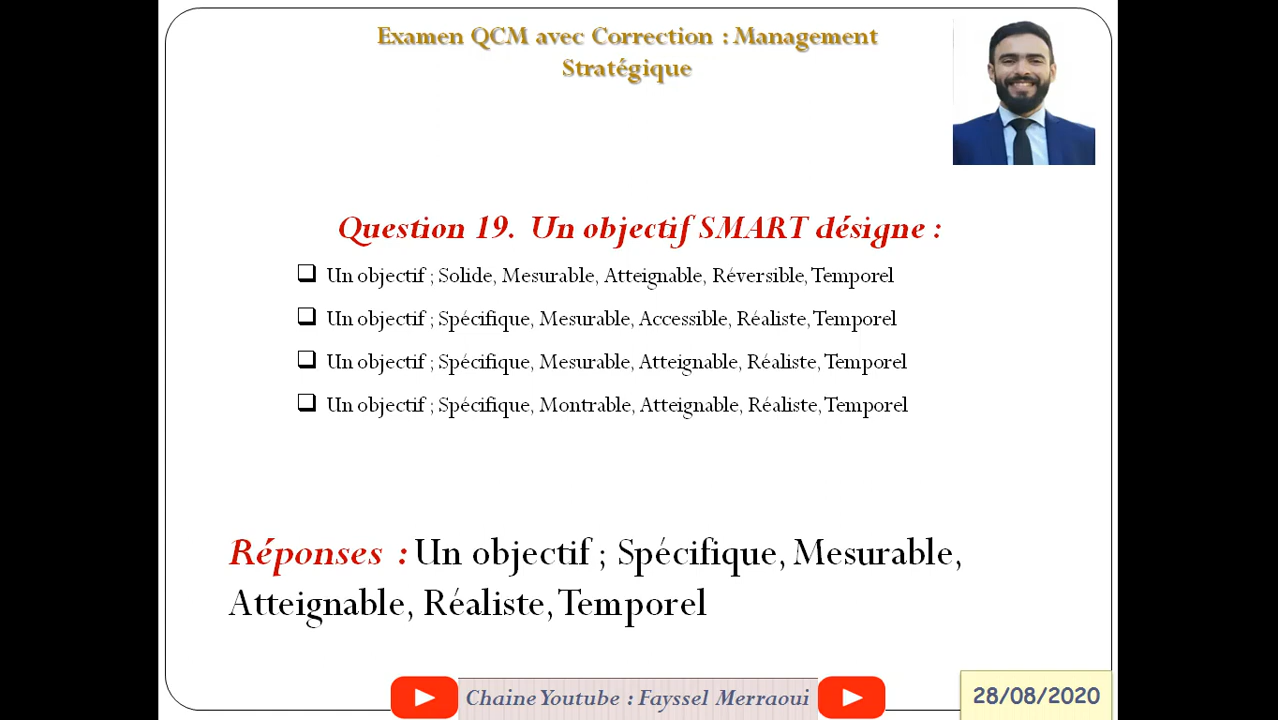 Examen QCM avec Correction : Management
Stratégique
Question 19. Un objectif SMART désigne :
Un objectif ; Solide, Mesurable, Atteignable, Réversible, Temporel
Un objectif ; Spécifique, Mesurable, Accessible, Réaliste, Temporel
Un objectif ; Spécifique, Mesurable, Atteignable, Réaliste, Temporel
Un objectif ; Spécifique, Montrable, Atteignable, Réaliste, Temporel
Réponses : Un objectif ; Spécifique, Mesurable,
Atteignable, Réaliste, Temporel
Chaine Youtube : Fayssel Merraoui
28/08/2020